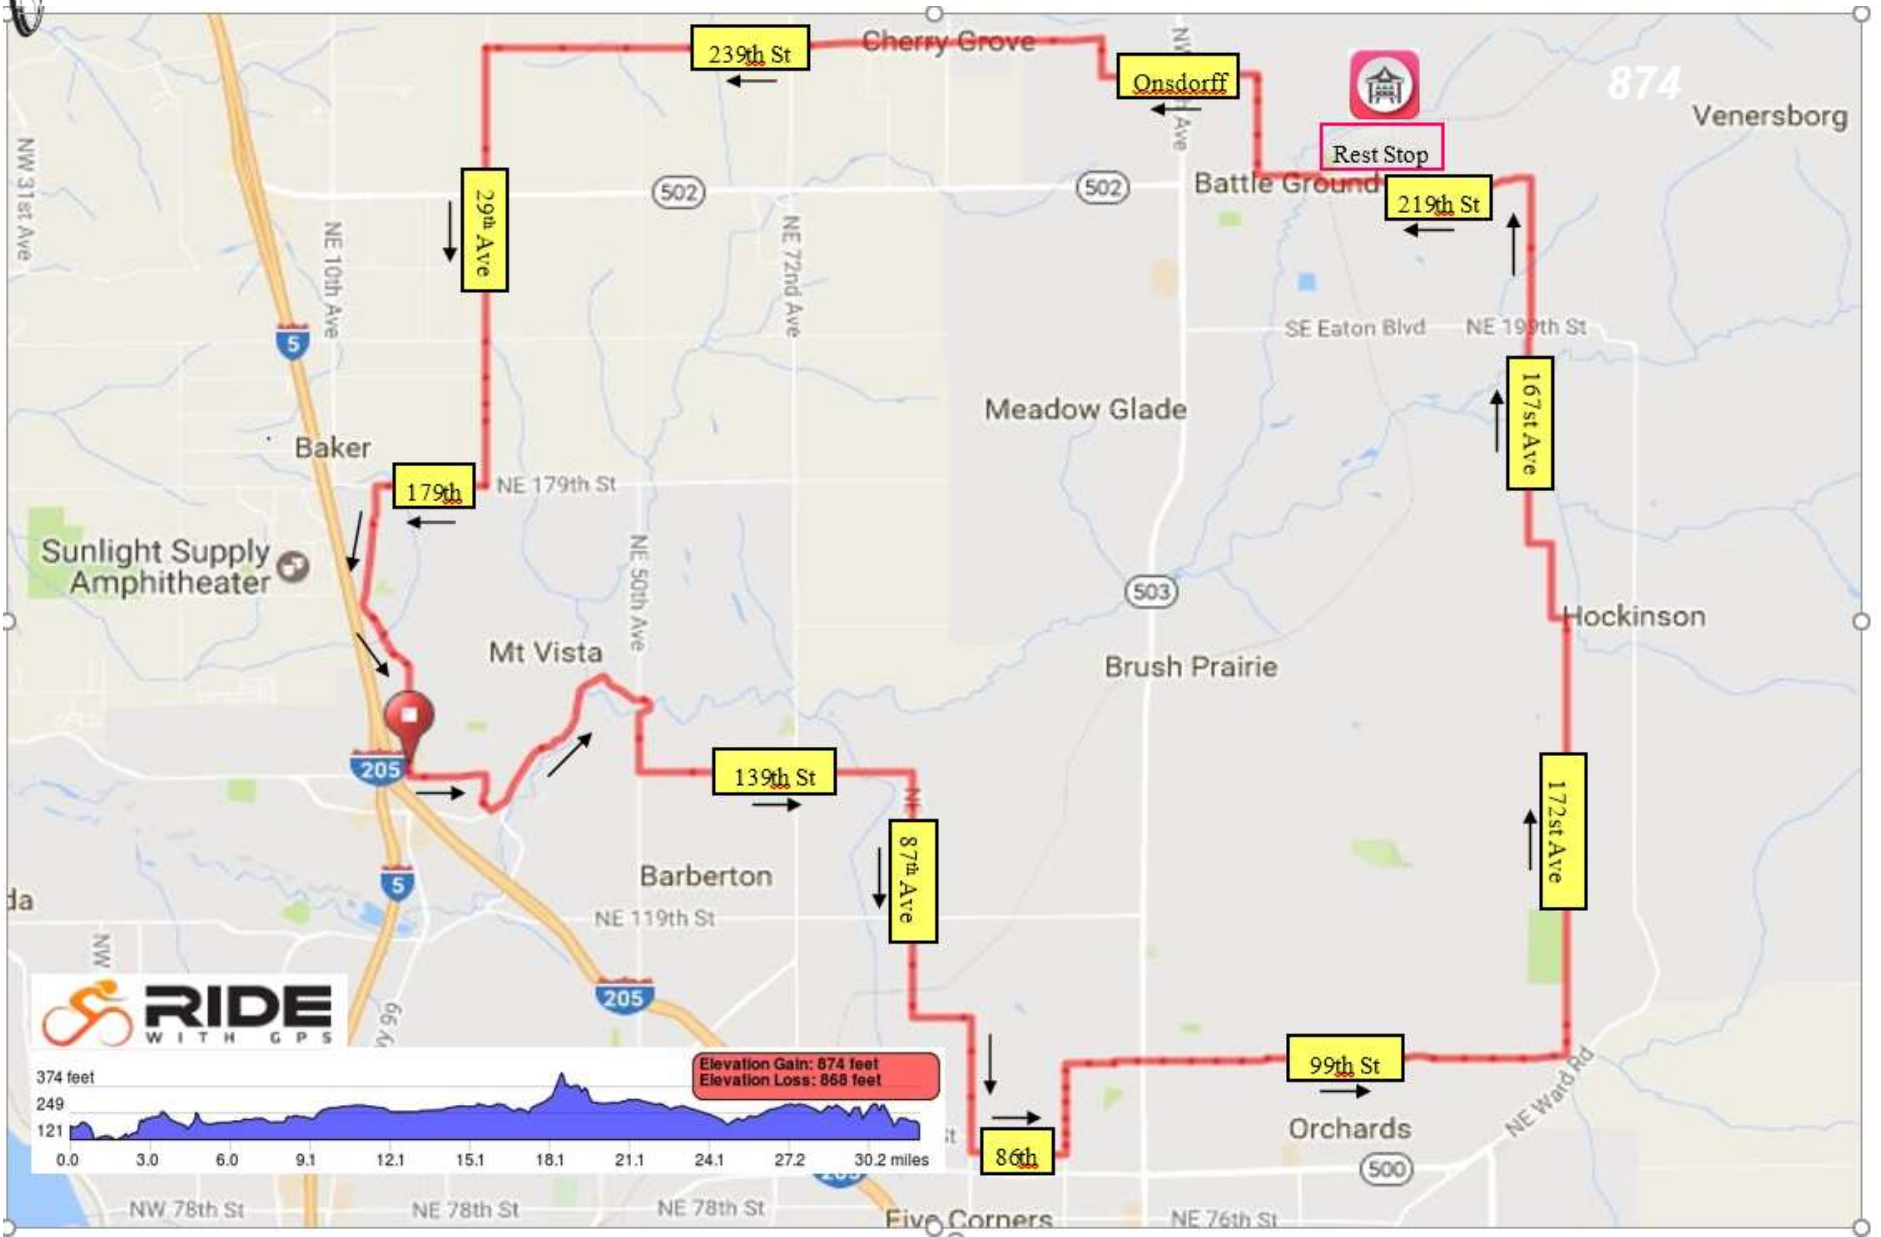 239th St
Cherry Grove
Onsdorff
874
Venersborg
Rest Stop
NW 31st Ave
29th Ave
502
502
Battle Ground
219th St
NE 10th Ave
NE 72nd Ave
5
SE Eaton Blvd
NE 199th St
167st Ave
Meadow Glade
Baker
179th
NE 179th St
Sunlight Supply
Amphitheater
NE 50th Ave
503
Hockinson
Mt Vista
Brush Prairie
205
139th St
NE
87th Ave
172st Ave
Barberton
5
da
NE 119th St
NW
205
RIDE
WITH GPS
99th St
Elevation Gain: 874 feet
Elevation Loss: 868 feet
374 feet
249
121
0.0 3.0 6.0 9.1 12.1 15.1 18.1 21.1 24.1 27.2 30.2 miles
NE Ward Rd
Orchards
86th
500
205
NW 78th St
NE 78th St
NE 78th St
Five Corners
NE 76th St